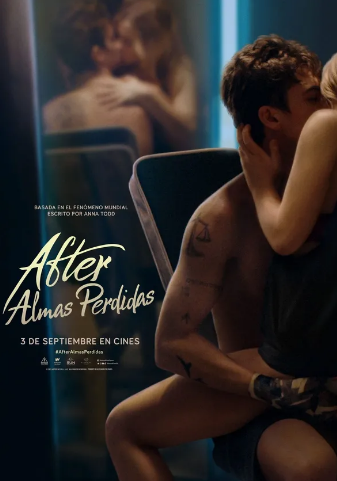 BASADA EN EL FENÓMENO MUNDIAL
ESCRITO POR ANNA TODD
After
Almas Perdidas
3 DE SEPTIEMBRE EN CINES
#AfterAlmasPerdidas